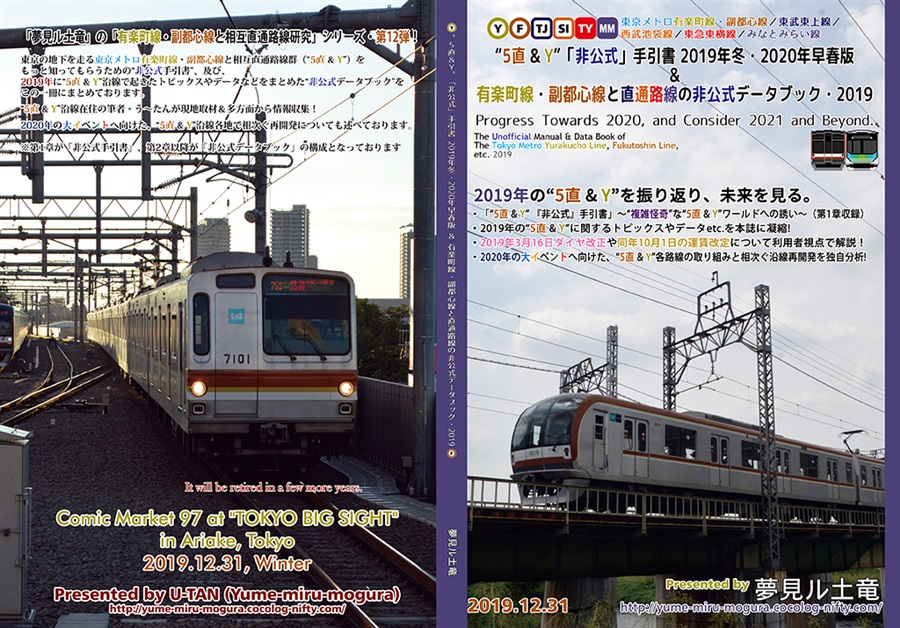 「夢見ル土竜」の「有楽町線・副都心線と相互直通路線研究」シリーズ・第12弾!
東京の地下を走る東京メトロ有楽町線・副都心線と相互直通路線群("5直 & Y")を
もっと知ってもらうための"非公式手引書"、及び、
2019年に"5直 & Y"沿線で起きたトピックスやデータなどをまとめた"非公式データブック"を
この一冊にまとめております。
"5直 & Y"沿線在住の筆者・う~たんが現地取材&多方面から情報収集!
2020年の大イベントへ向けた、"5直 & Y"沿線各地で相次ぐ再開発についても述べております。
※第1章が「非公式手引書」、第2章以降が「非公式データブック」の構成となっております
7101
It will be retired in a few more years.
Comic Market 97 at "TOKYO BIG SIGHT"
in Ariake, Tokyo
2019.12.31, Winter
Presented by U-TAN (Yume-miru-mogura)
http://yume-miru-mogura.cocolog-nifty.com/
Y
"5直 & Y"、「非公式」手引書 2019年冬・2020年早春版 & 有楽町線・副都心線と直通路線の非公式データブック・2019
夢見ル土竜
Y F TJ SI TY MM
東京メトロ有楽町線・副都心線/東武東上線/
西武池袋線/東急東横線/みなとみらい線
"5直 & Y"「非公式」手引書 2019年冬・2020年早春版
&
有楽町線・副都心線と直通路線の非公式データブック・2019
Progress Towards 2020, and Consider 2021 and Beyond.
The Unofficial Manual & Data Book of
The Tokyo Metro Yurakucho Line, Fukutoshin Line,
etc. 2019
2019年の"5直 & Y"を振り返り、未来を見る。
・「"5直 & Y"「非公式」手引書」~"複雑怪奇"な"5直 & Y"ワールドへの誘い~(第1章収録)
・2019年の"5直 & Y"に関するトピックスやデータetc.を本誌に凝縮!
・2019年3月16日ダイヤ改正や同年10月1日の運賃改定について利用者視点で解説!
・2020年の大イベントへ向けた、"5直 & Y"各路線の取り組みと相次ぐ沿線再開発を独自分析!
2019.12.31
Presented by 夢見ル土竜
http://yume-miru-mogura.cocolog-nifty.com/